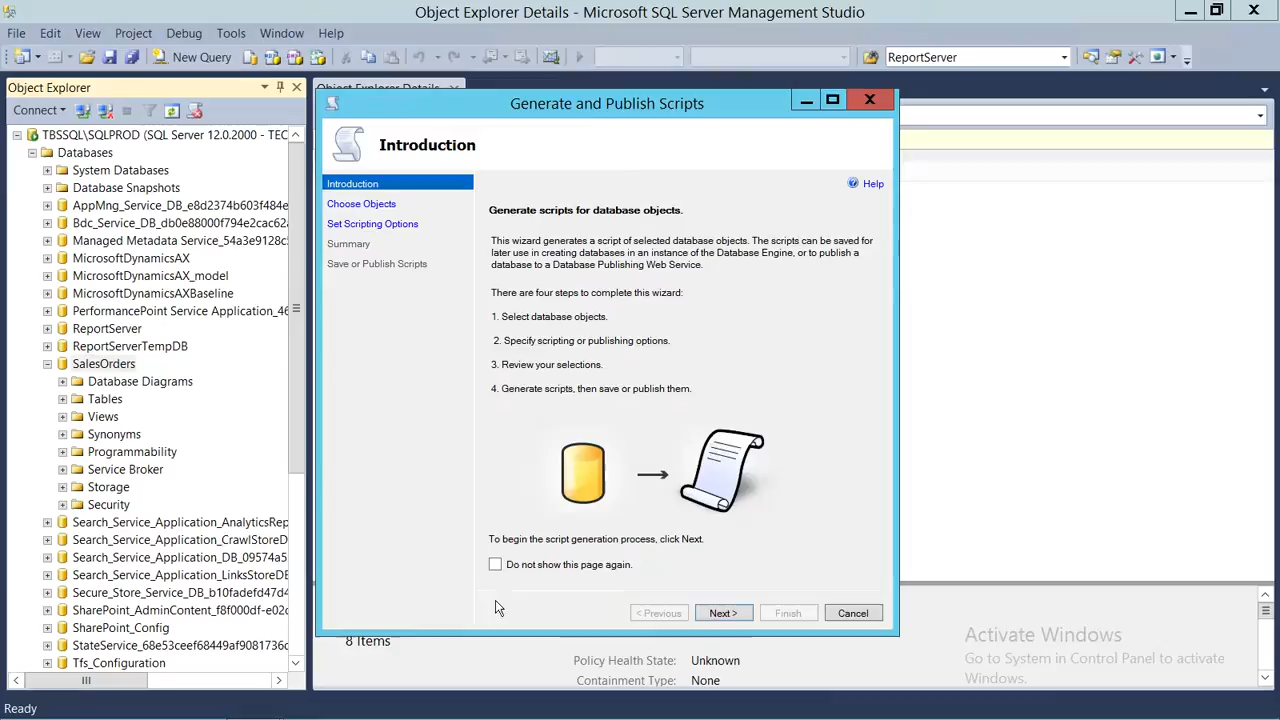 Object Explorer Details - Microsoft SQL Server Management Studio
File Edit View Project Debug Tools Window Help
New Query
ReportServer
Object Explorer
Connect
TBSSQL\SQLPROD (SQL Server 12.0.2000 - TEC
Databases
System Databases
Database Snapshots
AppMng_Service_DB_e8d2374b603f484e
Bdc_Service_DB_db0e88000f794e2cac62
Managed Metadata Service_54a3e9128c
MicrosoftDynamicsAX
MicrosoftDynamicsAX_model
MicrosoftDynamicsAXBaseline
PerformancePoint Service Application_46
ReportServer
ReportServerTempDB
SalesOrders
Database Diagrams
Tables
Views
Synonyms
Programmability
Service Broker
Storage
Security
Search_Service_Application_AnalyticsRep
Search_Service_Application_CrawlStoreD
Search_Service_Application_DB_09574a5
Search_Service_Application_LinksStoreDB
Secure_Store_Service_DB_b10fadefd47d4
SharePoint_AdminContent_f8f000df-e02c
SharePoint_Config
StateService_68e53ceef68449af9081736c
Tfs_Configuration
Generate and Publish Scripts
Introduction
Introduction
Choose Objects
Set Scripting Options
Summary
Save or Publish Scripts
Help
Generate scripts for database objects.
This wizard generates a script of selected database objects. The scripts can be saved for
later use in creating databases in an instance of the Database Engine, or to publish a
database to a Database Publishing Web Service.
There are four steps to complete this wizard:
1. Select database objects.
2. Specify scripting or publishing options.
3. Review your selections.
4. Generate scripts, then save or publish them.
To begin the script generation process, click Next.
Do not show this page again.
< Previous Next > Finish Cancel
8 Items
Policy Health State: Unknown
Containment Type: None
Activate Windows
Go to System in Control Panel to activate
Windows.
Ready